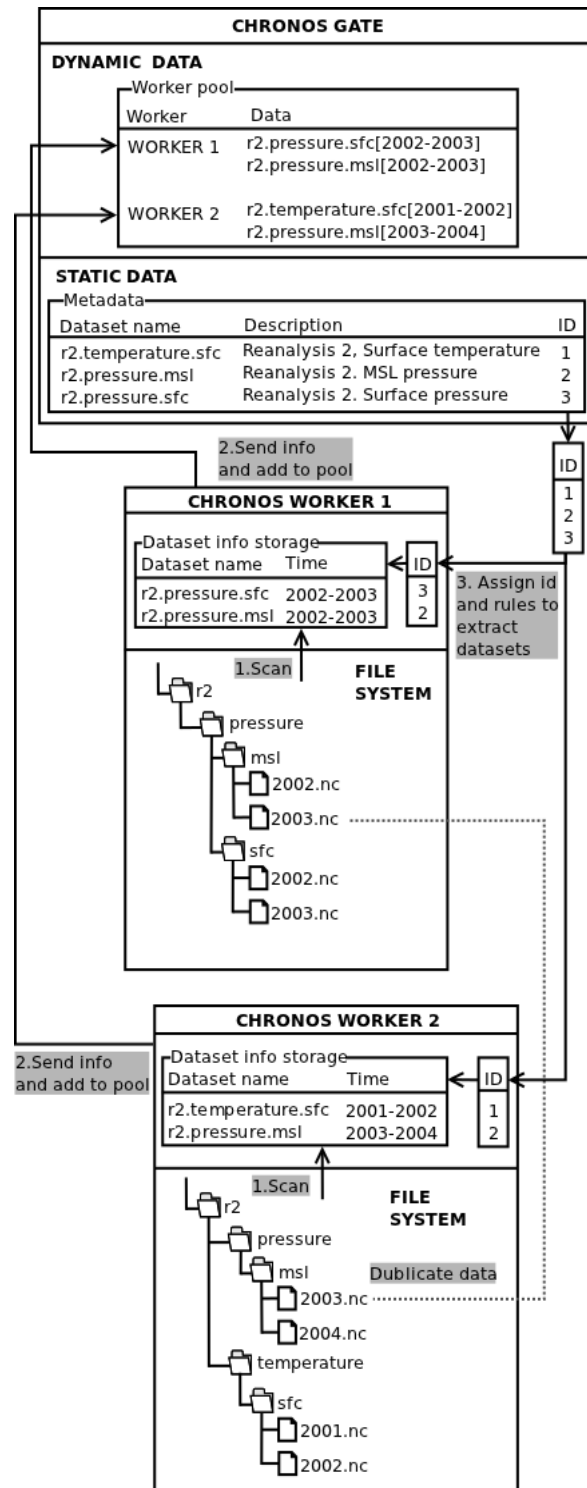 CHRONOS GATE
DYNAMIC DATA
Worker pool
Worker Data
WORKER 1 r2.pressure.sfc[2002-2003]
r2.pressure.msl[2002-2003]
WORKER 2 r2.temperature.sfc[2001-2002]
r2.pressure.msl[2003-2004]
STATIC DATA
Metadata
Dataset name Description ID
r2.temperature.sfc Reanalysis 2, Surface temperature 1
r2.pressure.msl Reanalysis 2. MSL pressure 2
r2.pressure.sfc Reanalysis 2. Surface pressure 3
2.Send info
and add to pool
ID
1
2
3
CHRONOS WORKER 1
Dataset info storage
Dataset name Time ID
r2.pressure.sfc 2002-2003 3
r2.pressure.msl 2002-2003 2
3. Assign id
and rules to
extract
datasets
1.Scan
FILE
SYSTEM
r2
pressure
msl
2002.nc
2003.nc
sfc
2002.nc
2003.nc
CHRONOS WORKER 2
2.Send info
and add to pool
Dataset info storage
Dataset name Time ID
r2.temperature.sfc 2001-2002 1
r2.pressure.msl 2003-2004 2
1.Scan
FILE
SYSTEM
r2
pressure
msl
Dublicate data
2003.nc
2004.nc
temperature
sfc
2001.nc
2002.nc